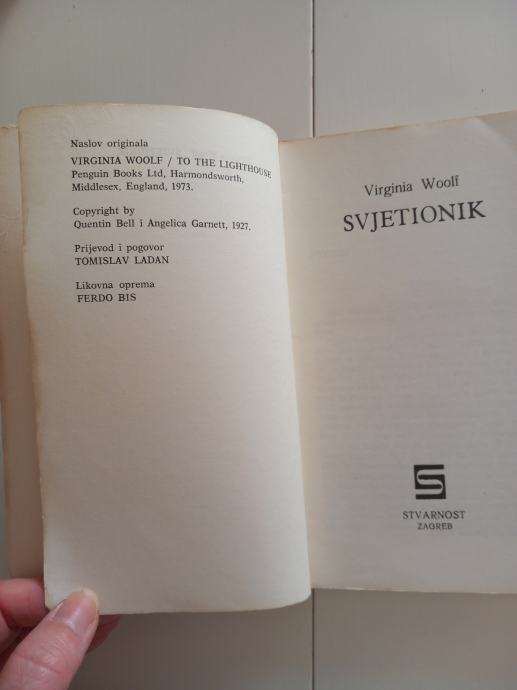 Naslov originala
VIRGINIA WOOLF / TO THE LIGHTHOUSE
Penguin Books Ltd, Harmondsworth,
Middlesex, England, 1973.
Copyright by
Quentin Bell i Angelica Garnett, 1927.
Prijevod i pogovor
TOMISLAV LADAN
Likovna oprema
FERDO BIS
Virginia Woolf
SVJETIONIK
STVARNOST
ZAGREB